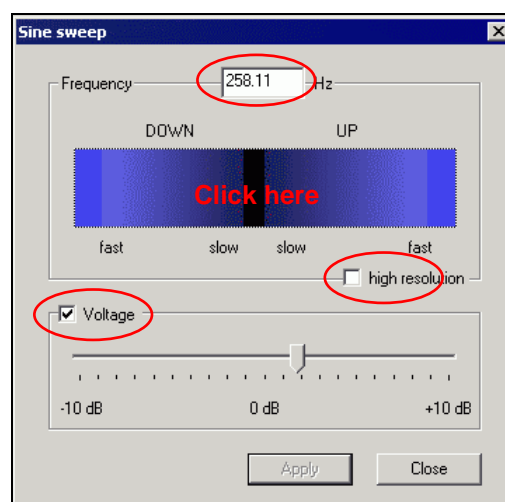 Sine sweep
Frequency 258.11 Hz
DOWN UP
Click here
fast slow slow fast
high resolution
Voltage
-10 dB 0 dB +10 dB
Apply Close